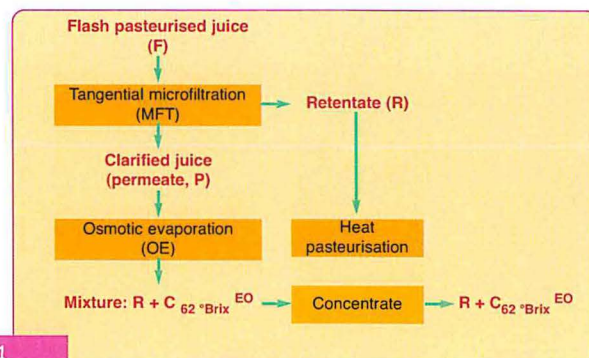 Flash pasteurised juice
(F)
Tangential microfiltration
(MFT)
Retentate (R)
Clarified juice
(permeate, P)
Osmotic evaporation
(OE)
Heat
pasteurisation
Mixture: R + C 62 °Brix EO
Concentrate
R + C 62 °Brix EO
1